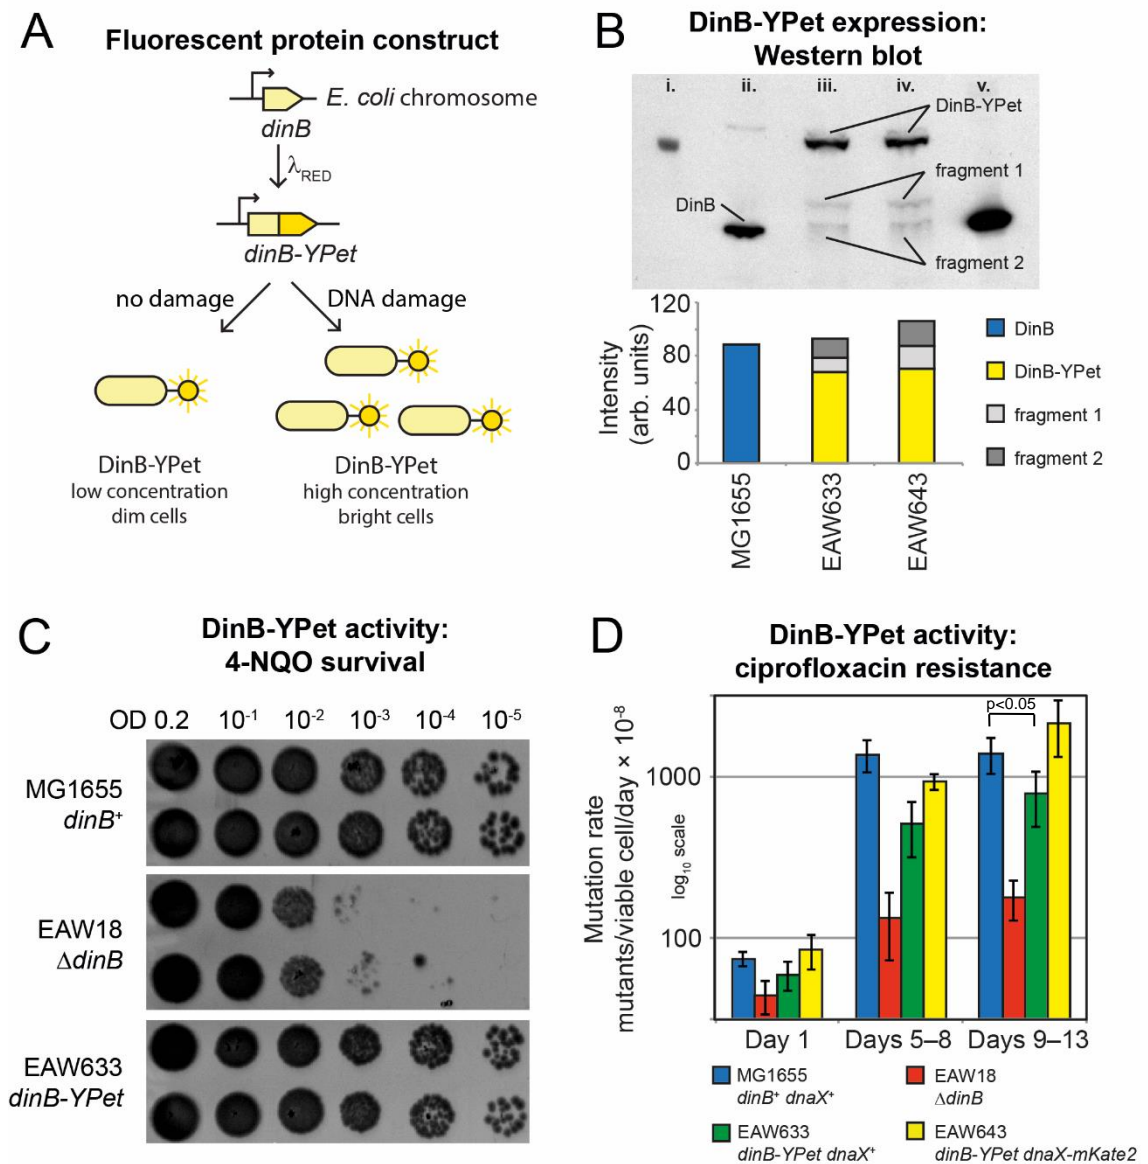 A
Fluorescent protein construct
E. coli chromosome
dinB
λRED
dinB-YPet
no damage
DNA damage
DinB-YPet
low concentration
dim cells
DinB-YPet
high concentration
bright cells
B
DinB-YPet expression:
Western blot
i. ii. iii. iv. v.
DinB-YPet
fragment 1
DinB
fragment 2
120
80
40
0
Intensity
(arb. units)
MG1655
EAW633
EAW643
DinB
DinB-YPet
fragment 1
fragment 2
C
DinB-YPet activity:
4-NQO survival
OD 0.2 10⁻¹ 10⁻² 10⁻³ 10⁻⁴ 10⁻⁵
MG1655
dinB⁺
EAW18
ΔdinB
EAW633
dinB-YPet
D
DinB-YPet activity:
ciprofloxacin resistance
p<0.05
1000
100
Mutation rate
mutants/viable cell/day × 10⁻⁸
log₁₀ scale
Day 1 Days 5–8 Days 9–13
MG1655
dinB⁺ dnaX⁺
EAW18
ΔdinB
EAW633
dinB-YPet dnaX⁺
EAW643
dinB-YPet dnaX-mKate2